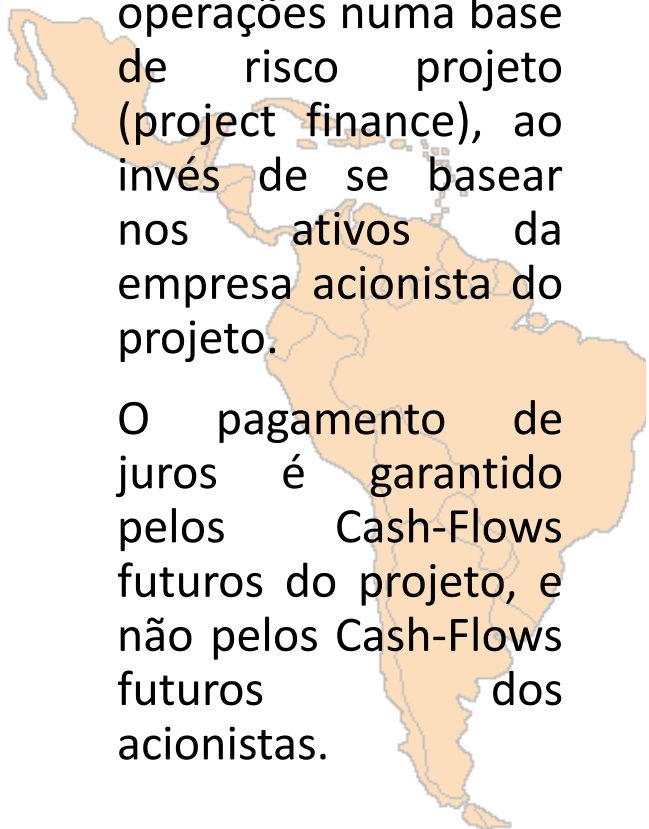 operações numa base
de risco projeto
(project finance), ao
invés de se basear
nos ativos da
empresa acionista do
projeto.
O pagamento de
juros é garantido
pelos Cash-Flows
futuros do projeto, e
não pelos Cash-Flows
futuros dos
acionistas.